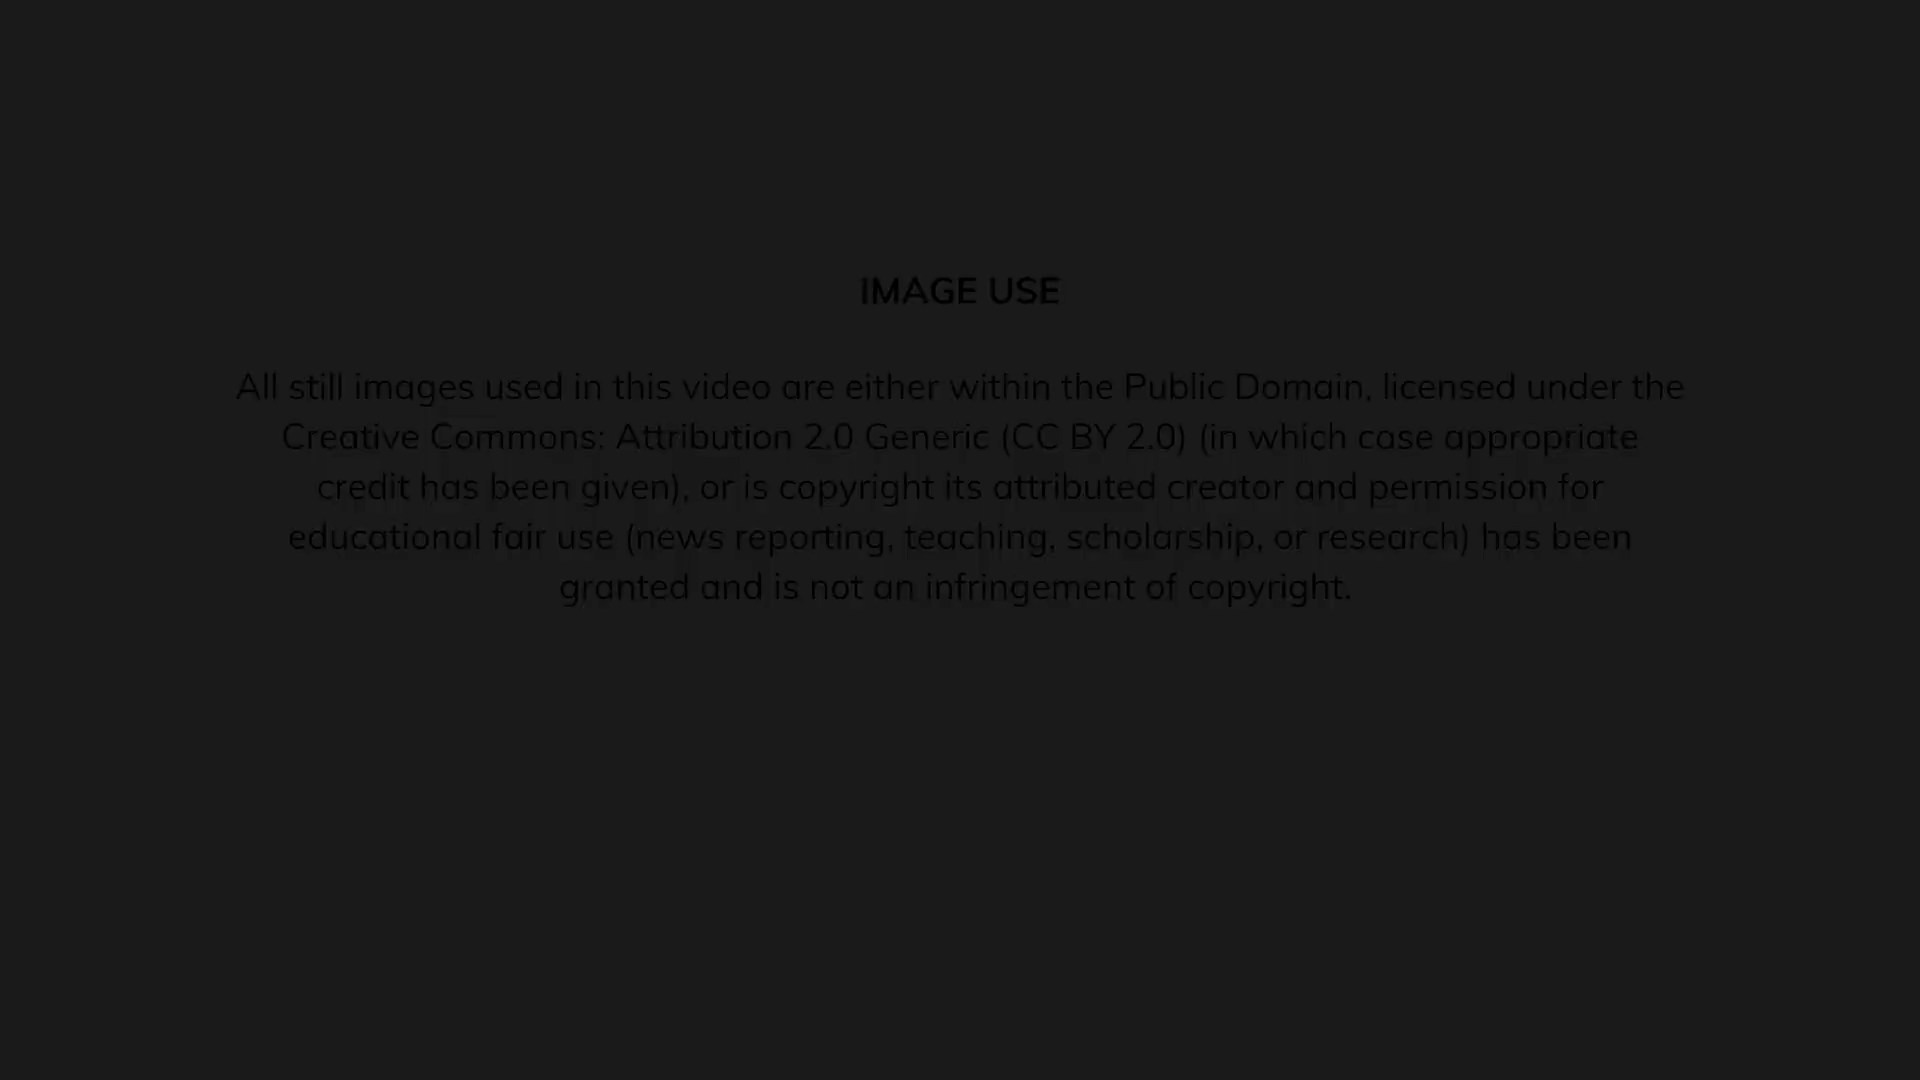 IMAGE USE
All still images used in this video are either within the Public Domain, licensed under the
Creative Commons: Attribution 2.0 Generic (CC BY 2.0) (in which case appropriate
credit has been given), or is copyright its attributed creator and permission for
educational fair use (news reporting, teaching, scholarship, or research) has been
granted and is not an infringement of copyright.